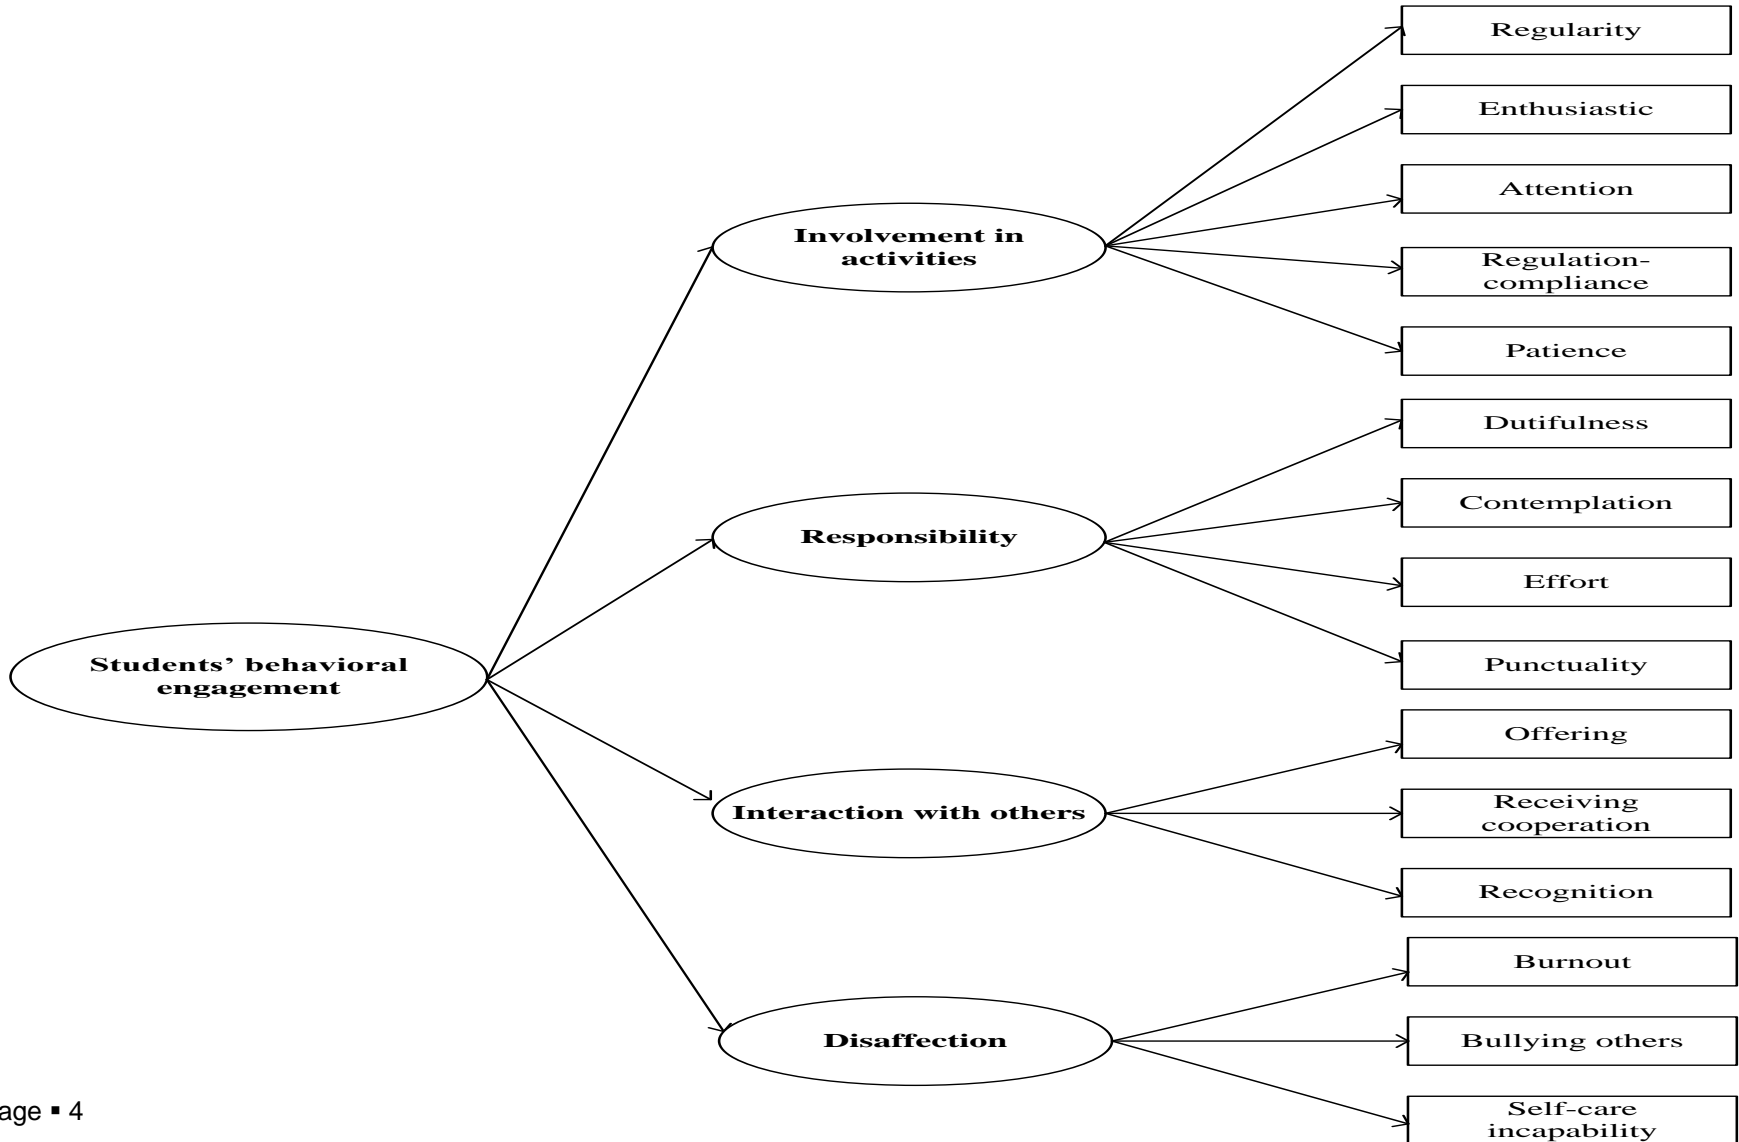 Regularity
Enthusiastic
Attention
Regulation-
compliance
Patience
Involvement in
activities
Dutifulness
Contemplation
Effort
Punctuality
Responsibility
Students’ behavioral
engagement
Offering
Receiving
cooperation
Recognition
Interaction with others
Burnout
Bullying others
Self-care
incapability
Disaffection
age ▪ 4